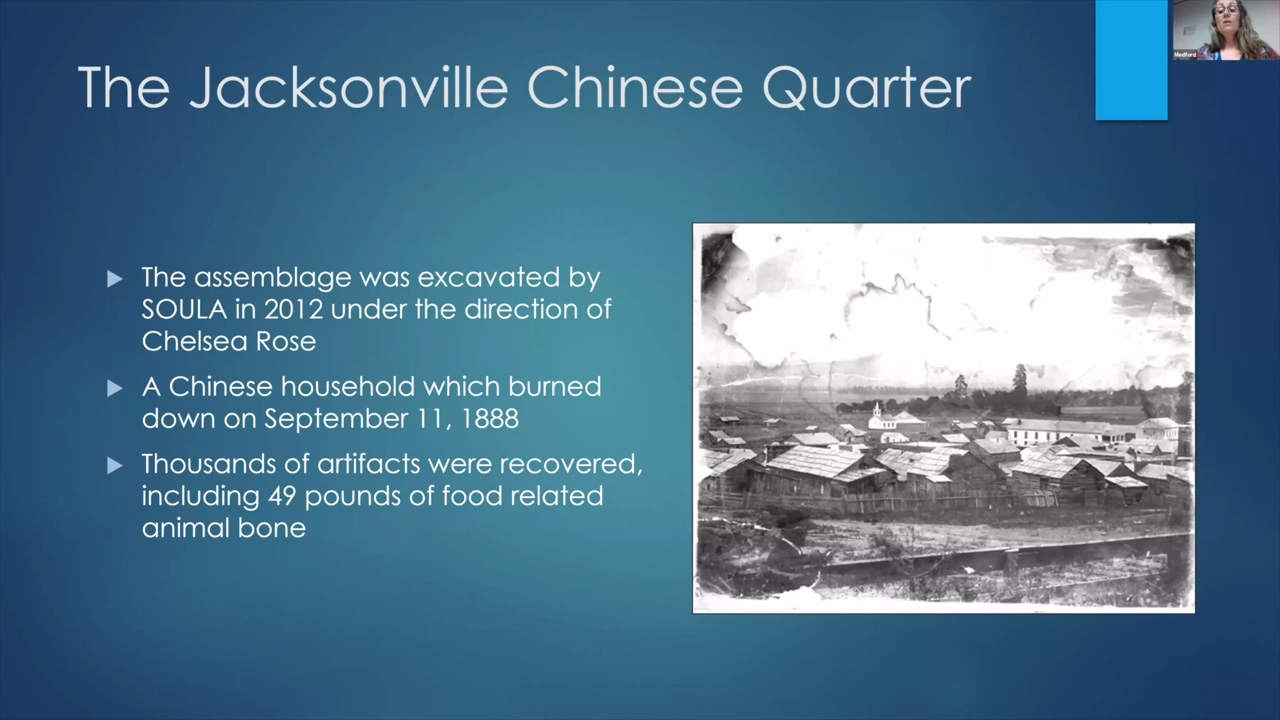 The Jacksonville Chinese Quarter
The assemblage was excavated by
SOULA in 2012 under the direction of
Chelsea Rose
A Chinese household which burned
down on September 11, 1888
Thousands of artifacts were recovered,
including 49 pounds of food related
animal bone
Medford